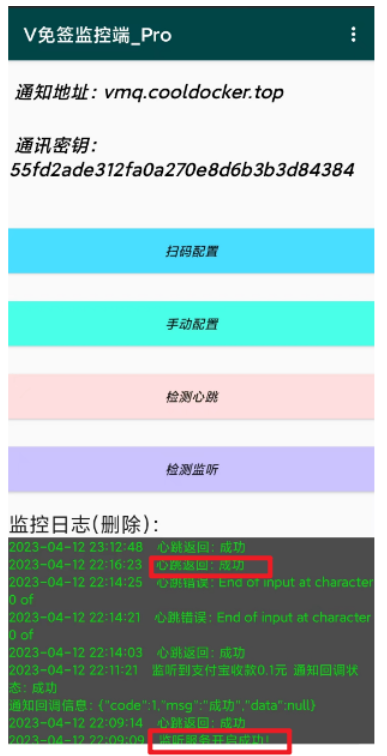 V免签监控端_Pro
通知地址: vmq.cooldocker.top
通讯密钥:
55fd2ade312fa0a270e8d6b3b3d84384
扫码配置
手动配置
检测心跳
检测监听
监控日志(删除):
2023-04-12 23:12:48 心跳返回: 成功
2023-04-12 22:16:23 心跳返回: 成功
2023-04-12 22:14:25 心跳错误: End of input at character
0 of
2023-04-12 22:14:21 心跳错误: End of input at character
0 of
2023-04-12 22:14:03 心跳返回: 成功
2023-04-12 22:11:21 监听到支付宝收款0.1元 通知回调状
态: 成功
通知回调信息: {"code":1,"msg":"成功","data":null}
2023-04-12 22:09:14 心跳返回: 成功
2023-04-12 22:09:09 监听服务开启成功!